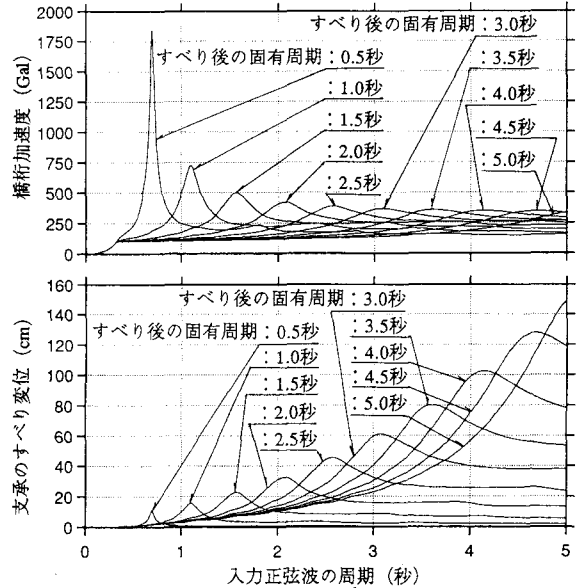 2000
1750
1500
1250
1000
750
500
250
0
橋桁加速度 (Gal)
すべり後の固有周期:0.5秒
:1.0秒
:1.5秒
:2.0秒
:2.5秒
すべり後の固有周期:3.0秒
:3.5秒
:4.0秒
:4.5秒
:5.0秒
160
140
120
100
80
60
40
20
0
支承のすべり変位 (cm)
すべり後の固有周期:3.0秒
:3.5秒
:4.0秒
:4.5秒
:5.0秒
すべり後の固有周期:0.5秒
:1.0秒
:1.5秒
:2.0秒
:2.5秒
0 1 2 3 4 5
入力正弦波の周期 (秒)